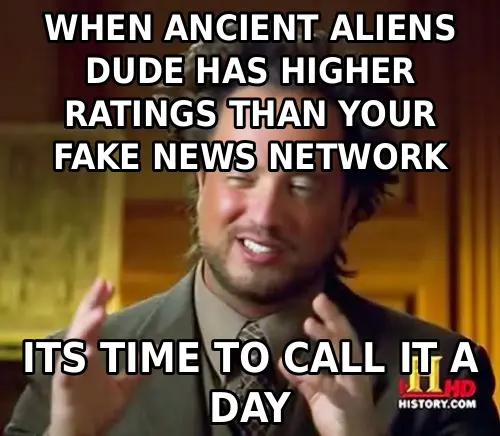 WHEN ANCIENT ALIENS
DUDE HAS HIGHER
RATINGS THAN YOUR
FAKE NEWS NETWORK
ITS TIME TO CALL IT A
DAY
H HD
HISTORY.COM